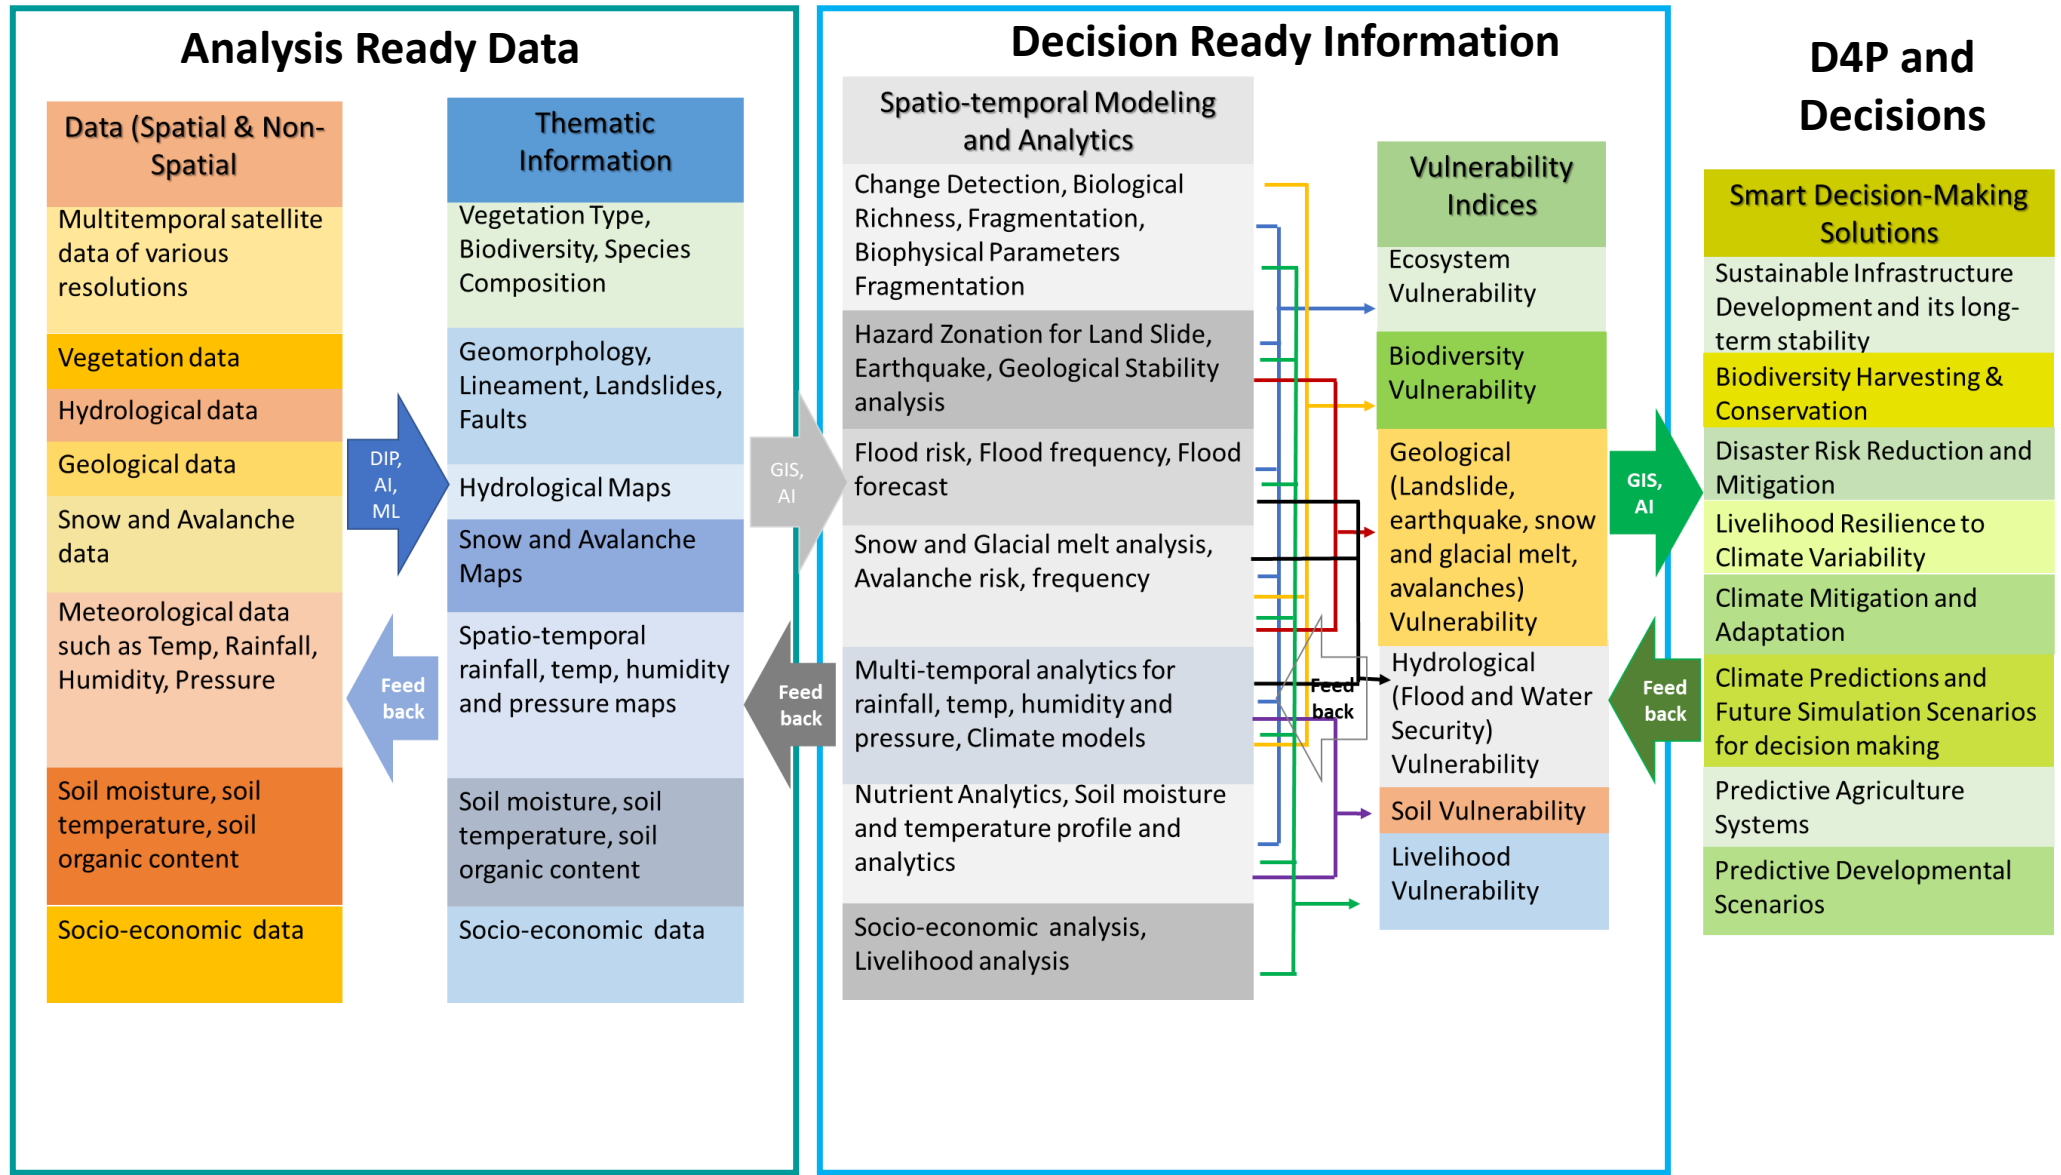 Analysis Ready Data
Data (Spatial & Non-
Spatial
Multitemporal satellite
data of various
resolutions
Vegetation data
Hydrological data
Geological data
Snow and Avalanche
data
Meteorological data
such as Temp, Rainfall,
Humidity, Pressure
Soil moisture, soil
temperature, soil
organic content
Socio-economic data
DIP,
AI,
ML
Feed
back
Thematic
Information
Vegetation Type,
Biodiversity, Species
Composition
Geomorphology,
Lineament, Landslides,
Faults
Hydrological Maps
Snow and Avalanche
Maps
Spatio-temporal
rainfall, temp, humidity
and pressure maps
Soil moisture, soil
temperature, soil
organic content
Socio-economic data
GIS,
AI
Feed
back
Decision Ready Information
Spatio-temporal Modeling
and Analytics
Change Detection, Biological
Richness, Fragmentation,
Biophysical Parameters
Fragmentation
Hazard Zonation for Land Slide,
Earthquake, Geological Stability
analysis
Flood risk, Flood frequency, Flood
forecast
Snow and Glacial melt analysis,
Avalanche risk, frequency
Multi-temporal analytics for
rainfall, temp, humidity and
pressure, Climate models
Nutrient Analytics, Soil moisture
and temperature profile and
analytics
Socio-economic analysis,
Livelihood analysis
Feed
back
Vulnerability
Indices
Ecosystem
Vulnerability
Biodiversity
Vulnerability
Geological
(Landslide,
earthquake, snow
and glacial melt,
avalanches)
Vulnerability
Hydrological
(Flood and Water
Security)
Vulnerability
Soil Vulnerability
Livelihood
Vulnerability
GIS,
AI
Feed
back
D4P and
Decisions
Smart Decision-Making
Solutions
Sustainable Infrastructure
Development and its long-
term stability
Biodiversity Harvesting &
Conservation
Disaster Risk Reduction and
Mitigation
Livelihood Resilience to
Climate Variability
Climate Mitigation and
Adaptation
Climate Predictions and
Future Simulation Scenarios
for decision making
Predictive Agriculture
Systems
Predictive Developmental
Scenarios